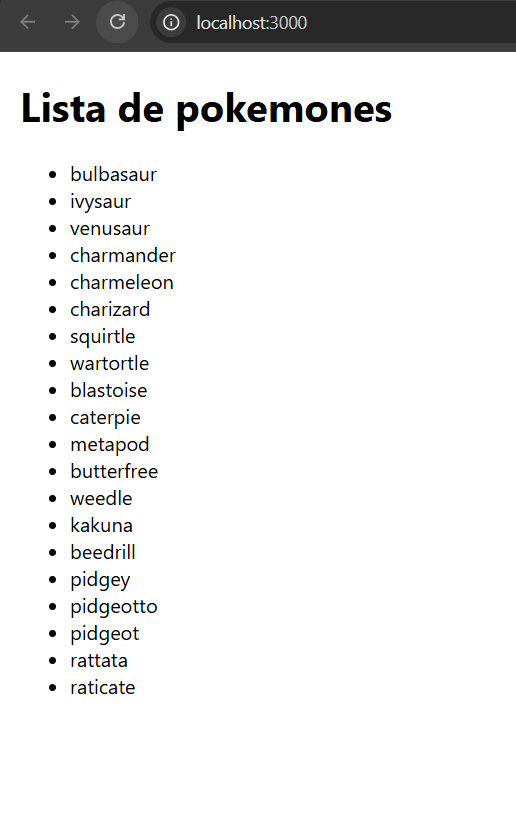 localhost:3000
Lista de pokemones
bulbasaur
ivysaur
venusaur
charmander
charmeleon
charizard
squirtle
wartortle
blastoise
caterpie
metapod
butterfree
weedle
kakuna
beedrill
pidgey
pidgeotto
pidgeot
rattata
raticate